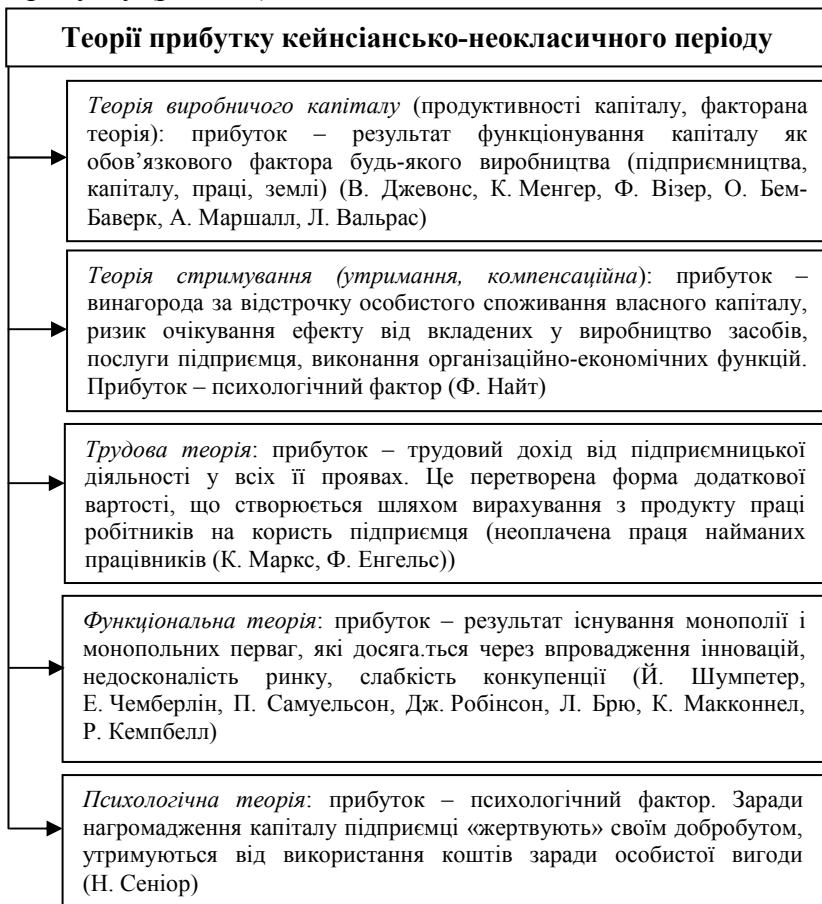 Теорії прибутку кейнсіансько-неокласичного періоду
Теорія виробничого капіталу (продуктивності капіталу, факторана
теорія): прибуток – результат функціонування капіталу як
обов’язкового фактора будь-якого виробництва (підприємництва,
капіталу, праці, землі) (В. Джевонс, К. Менгер, Ф. Візер, О. Бем-
Баверк, А. Маршалл, Л. Вальрас)
Теорія стримування (утримання, компенсаційна): прибуток –
винагорода за відстрочку особистого споживання власного капіталу,
ризик очікування ефекту від вкладених у виробництво засобів,
послуги підприємця, виконання організаційно-економічних функцій.
Прибуток – психологічний фактор (Ф. Найт)
Трудова теорія: прибуток – трудовий дохід від підприємницької
діяльності у всіх її проявах. Це перетворена форма додаткової
вартості, що створюється шляхом вирахування з продукту праці
робітників на користь підприємця (неоплачена праця найманих
працівників (К. Маркс, Ф. Енгельс))
Функціональна теорія: прибуток – результат існування монополії і
монопольних перваг, які досяга.ться через впровадження інновацій,
недосконалість ринку, слабкість конкупенції (Й. Шумпетер,
Е. Чемберлін, П. Самуельсон, Дж. Робінсон, Л. Брю, К. Макконнел,
Р. Кемпбелл)
Психологічна теорія: прибуток – психологічний фактор. Заради
нагромадження капіталу підприємці «жертвують» своїм добробутом,
утримуються від використання коштів заради особистої вигоди
(Н. Сеніор)